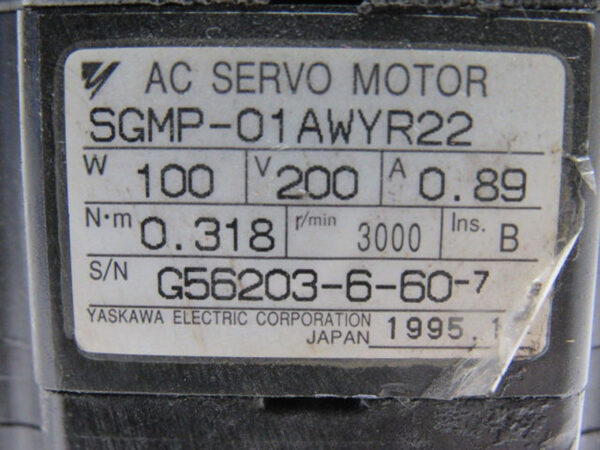 AC SERVO MOTOR
SGMP-01AWYR22
W 100 V 200 A 0.89
N·m 0.318 r/min 3000 Ins. B
S/N G56203-6-60-7
YASKAWA ELECTRIC CORPORATION
JAPAN 1995.1